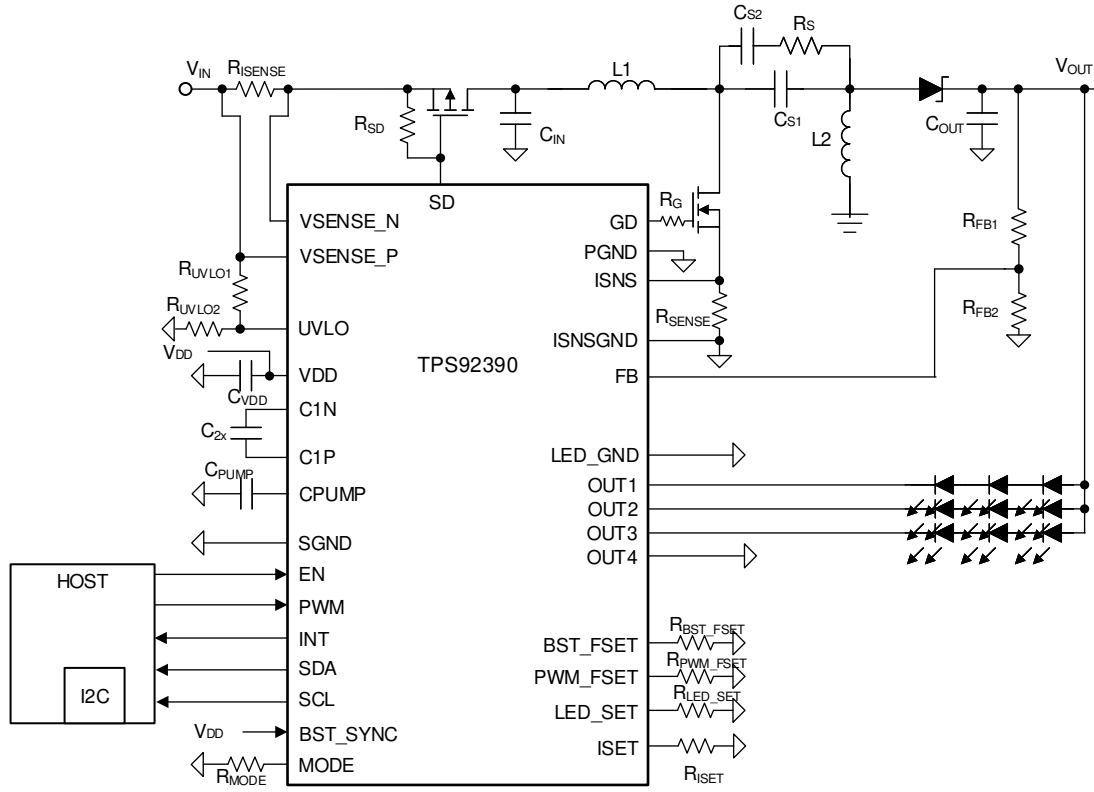 CS2
RS
VIN
RISENSE
L1
VOUT
RSD
CIN
CS1
L2
COUT
SD
RG
GD
VSENSE_N
PGND
RFB1
VSENSE_P
RUVLO1
ISNS
RUVLO2
RSENSE
RFB2
UVLO
ISNSGND
VDD
TPS92390
VDD
FB
CVDD
C1N
C2x
C1P
LED_GND
CPUMP
CPUMP
OUT1
OUT2
SGND
OUT3
OUT4
HOST
EN
PWM
RBST_FSET
INT
BST_FSET
RPWM_FSET
SDA
PWM_FSET
I2C
RLED_SET
SCL
LED_SET
VDD
BST_SYNC
ISET
MODE
RMODE
RISET